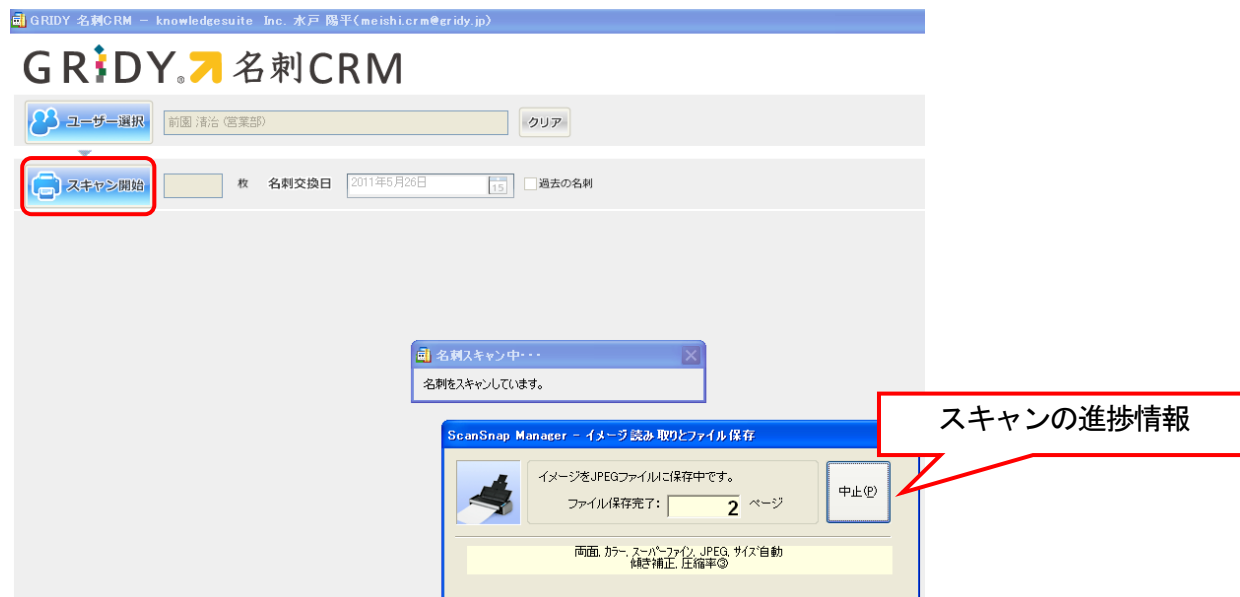 GRIDY 名刺CRM － knowledgesuite Inc. 水戸 陽平(meishi.crm@gridy.jp)
GRiDY® 名刺CRM
ユーザー選択 前園 清治 (営業部) クリア
スキャン開始 枚 名刺交換日 2011年5月26日 15 過去の名刺
名刺スキャン中・・・
名刺をスキャンしています。
スキャンの進捗情報
ScanSnap Manager － イメージ読み取りとファイル保存
イメージをJPEGファイルに保存中です。
ファイル保存完了： 2 ページ
中止(P)
両面, カラー, スーパーファイン, JPEG, サイズ自動
傾き補正, 圧縮率③